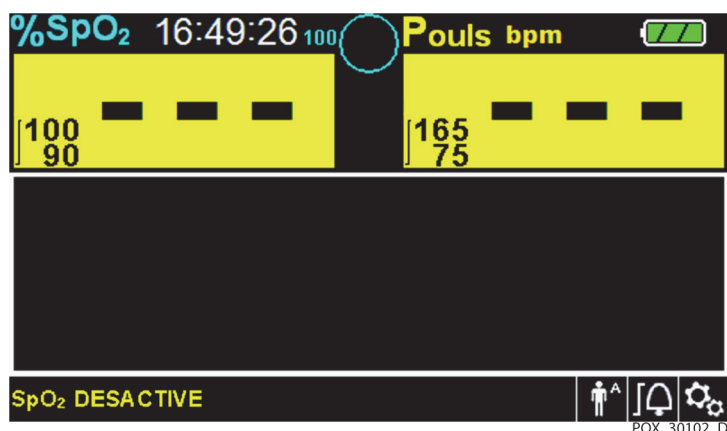 %SpO₂ 16:49:26 100 Pouls bpm
--- ---
100 165
90 75
SpO₂ DESACTIVE
A
POX_30102_D